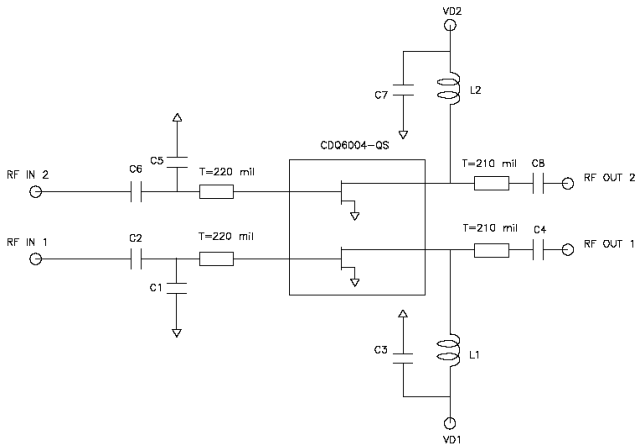 VD2
C7
L2
CDQ6004-QS
C5
C6
T=220 mil
T=210 mil
C8
RF IN 2
RF OUT 2
RF IN 1
C2
T=220 mil
T=210 mil
C4
RF OUT 1
C1
C3
L1
VD1